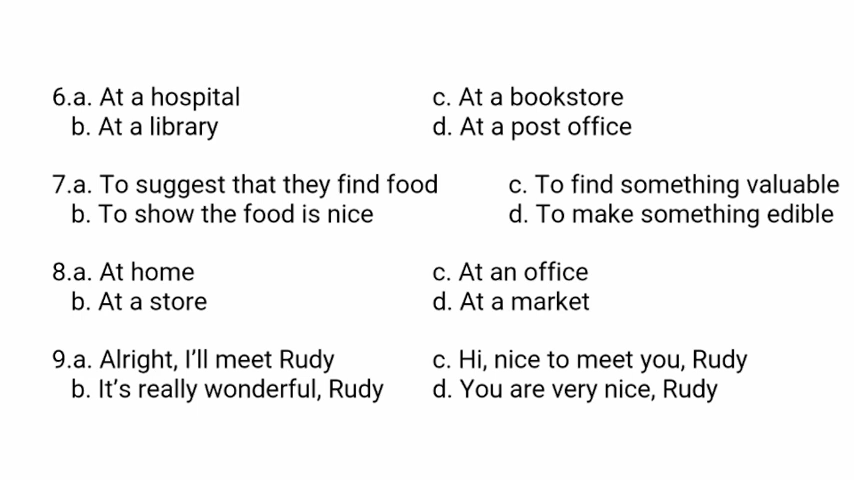 6.a. At a hospital c. At a bookstore
b. At a library d. At a post office
7.a. To suggest that they find food c. To find something valuable
b. To show the food is nice d. To make something edible
8.a. At home c. At an office
b. At a store d. At a market
9.a. Alright, I’ll meet Rudy c. Hi, nice to meet you, Rudy
b. It’s really wonderful, Rudy d. You are very nice, Rudy